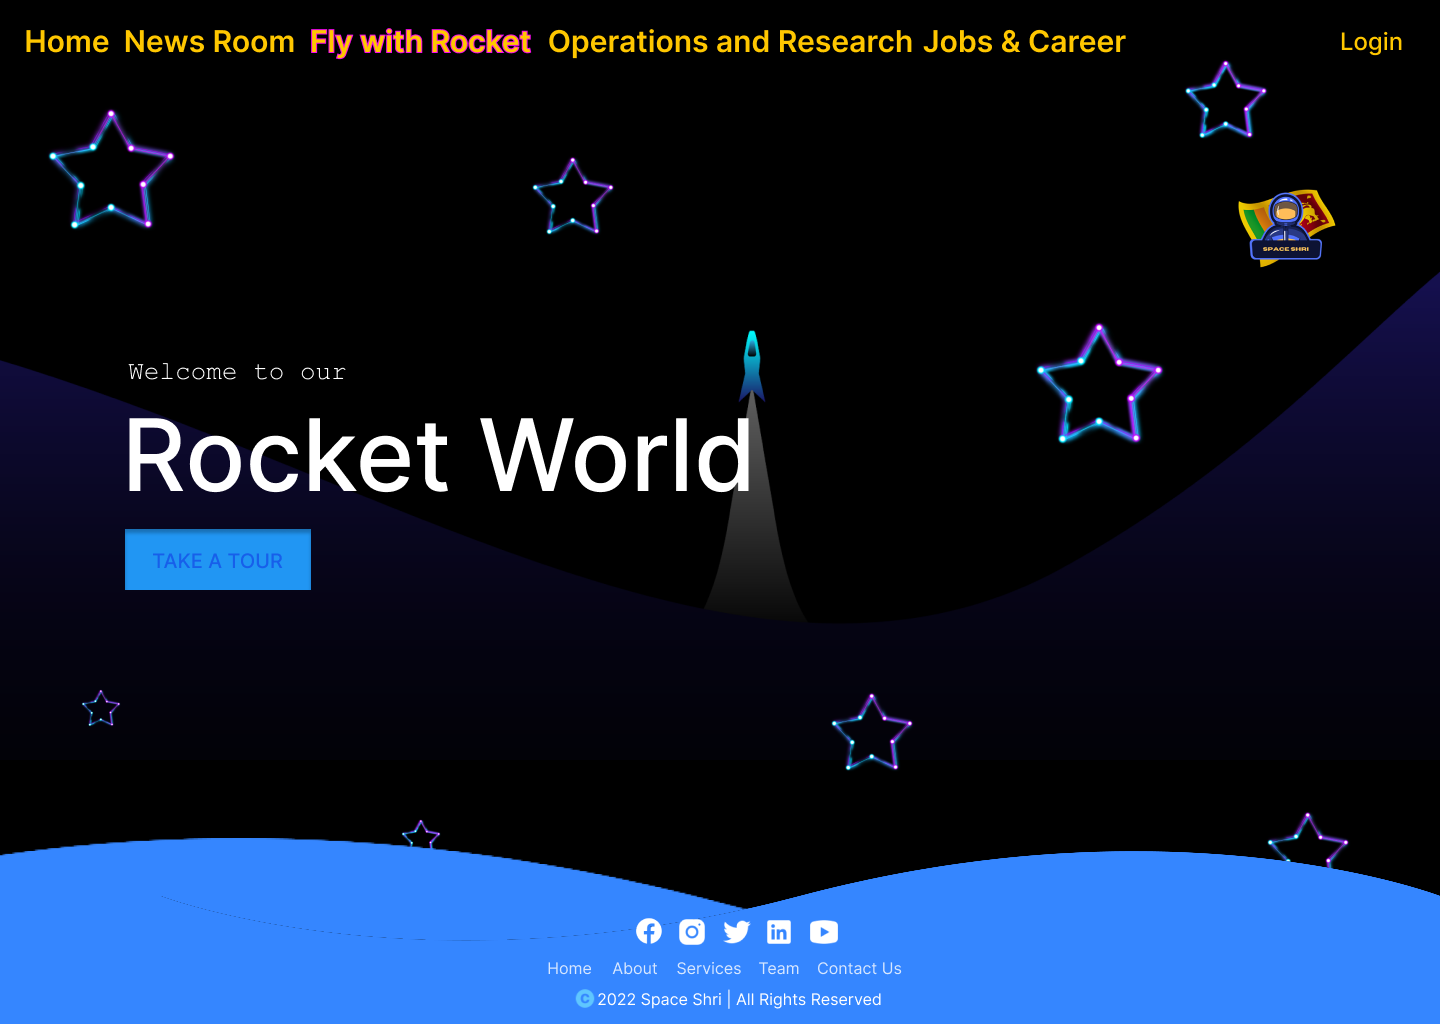 Home News Room Fly with Rocket Operations and Research Jobs & Career Login
SPACE SHRI
Welcome to our
Rocket World
TAKE A TOUR
Home About Services Team Contact Us
© 2022 Space Shri | All Rights Reserved